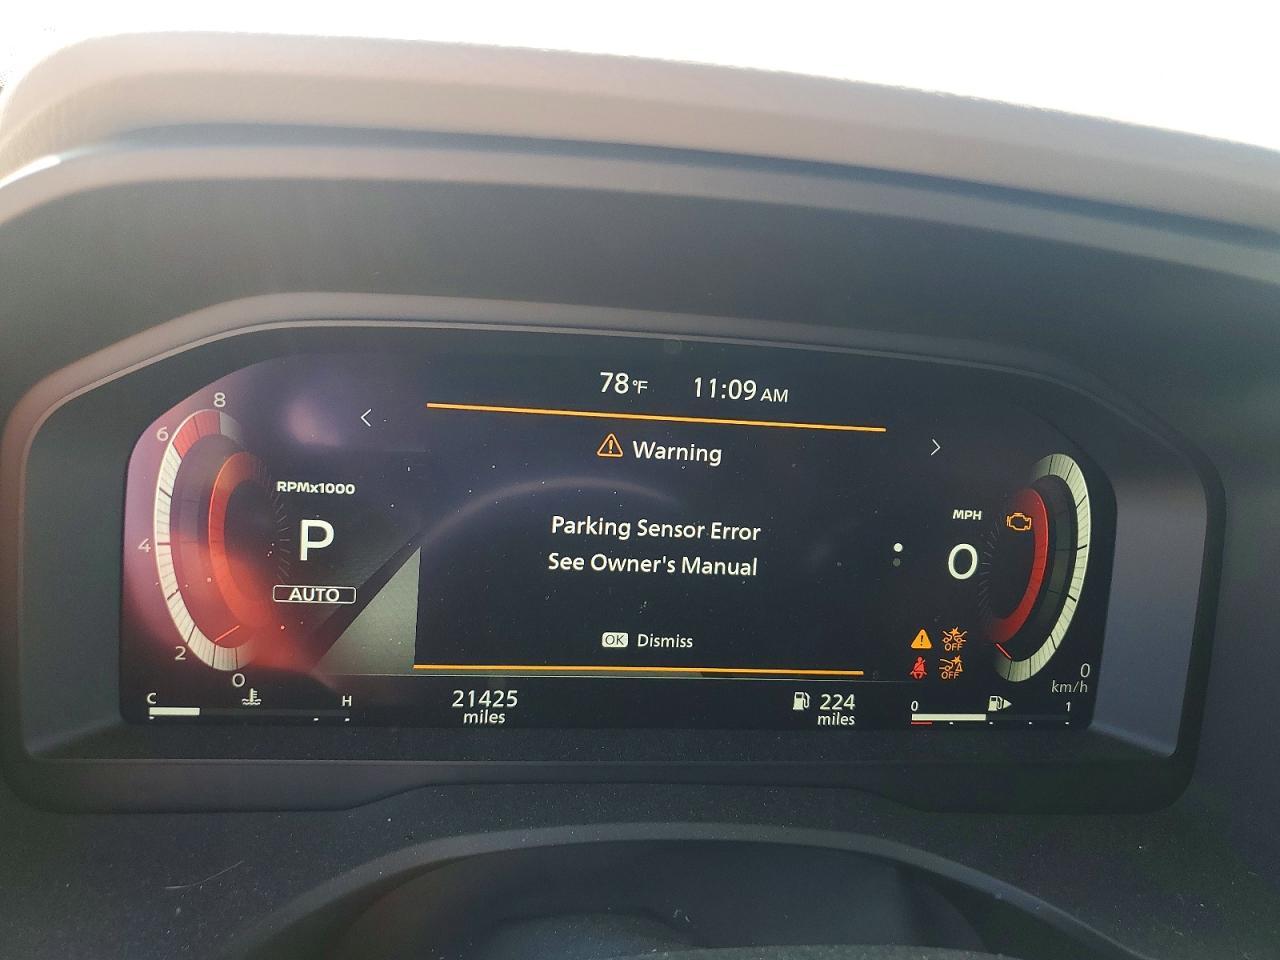 78°F 11:09 AM
8
6
4
2
0
RPMx1000
P
AUTO
Warning
Parking Sensor Error
See Owner's Manual
OK Dismiss
MPH
0
OFF
OFF
0
km/h
C H
21425
miles
224
miles
0 1